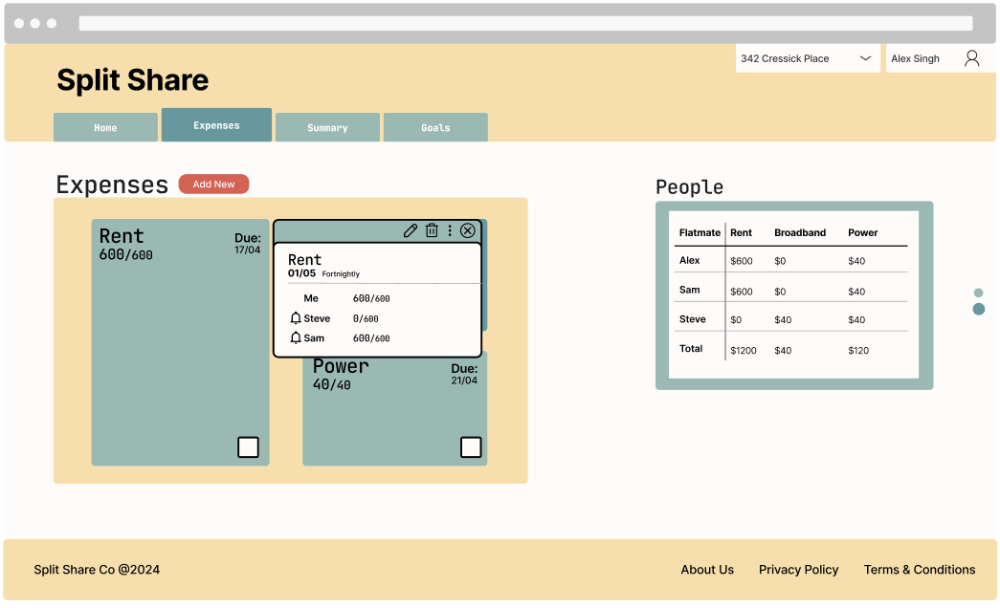 342 Cressick Place
Alex Singh
Split Share
Home
Expenses
Summary
Goals
Expenses
Add New
Rent
600/600
Due:
17/04
Rent
01/05 Fortnightly
Me 600/600
Steve 0/600
Sam 600/600
Power
40/40
Due:
21/04
People
Flatmate Rent Broadband Power
Alex $600 $0 $40
Sam $600 $0 $40
Steve $0 $40 $40
Total $1200 $40 $120
Split Share Co @2024
About Us
Privacy Policy
Terms & Conditions